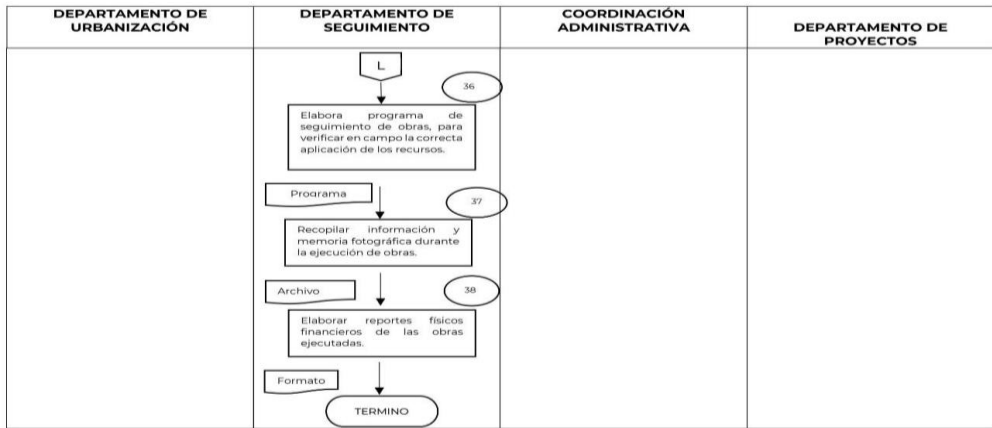 DEPARTAMENTO DE
URBANIZACIÓN
DEPARTAMENTO DE
SEGUIMIENTO
COORDINACIÓN
ADMINISTRATIVA
DEPARTAMENTO DE
PROYECTOS
L
36
Elabora programa de
seguimiento de obras, para
verificar en campo la correcta
aplicación de los recursos.
Programa
37
Recopilar información y
memoria fotográfica durante
la ejecución de obras.
Archivo
38
Elaborar reportes físicos
financieros de las obras
ejecutadas.
Formato
TERMINO